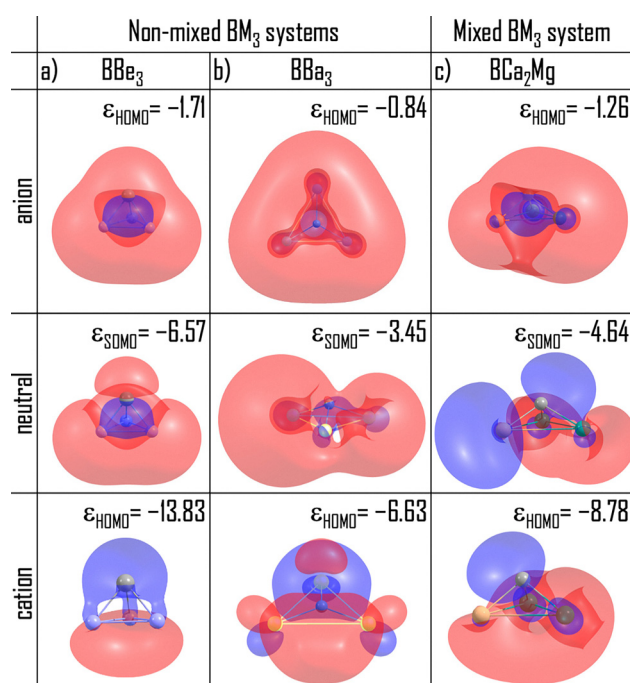 Non-mixed BM₃ systems
Mixed BM₃ system
a) BBe₃
b) BBa₃
c) BCa₂Mg
anion
εHOMO= −1.71
εHOMO= −0.84
εHOMO= −1.26
neutral
εSOMO= −6.57
εSOMO= −3.45
εSOMO= −4.64
cation
εHOMO= −13.83
εHOMO= −6.63
εHOMO= −8.78